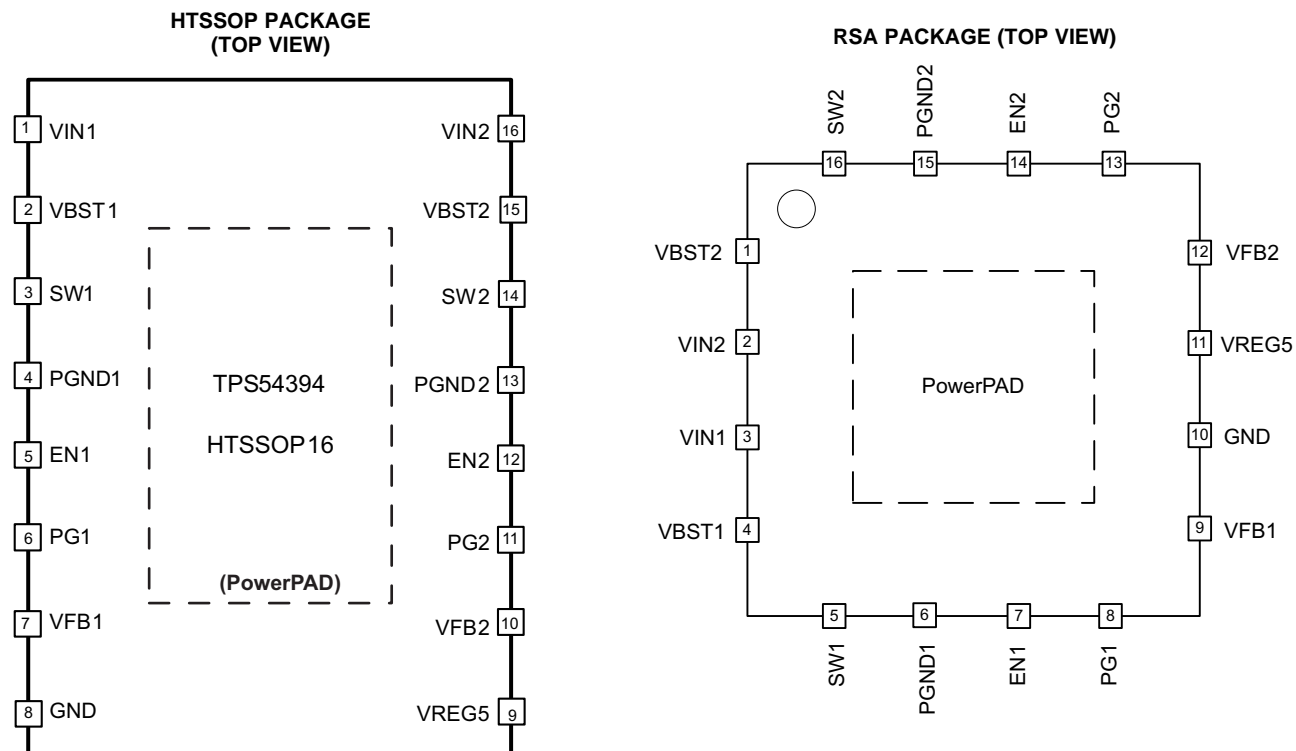 HTSSOP PACKAGE
(TOP VIEW)
1 VIN1
2 VBST1
3 SW1
4 PGND1
5 EN1
6 PG1
7 VFB1
8 GND
TPS54394
HTSSOP16
(PowerPAD)
VIN2 16
VBST2 15
SW2 14
PGND2 13
EN2 12
PG2 11
VFB2 10
VREG5 9
RSA PACKAGE (TOP VIEW)
SW2 PGND2 EN2 PG2
16 15 14 13
VBST2 1
VIN2 2
VIN1 3
VBST1 4
PowerPAD
12 VFB2
11 VREG5
10 GND
9 VFB1
5 6 7 8
SW1 PGND1 EN1 PG1